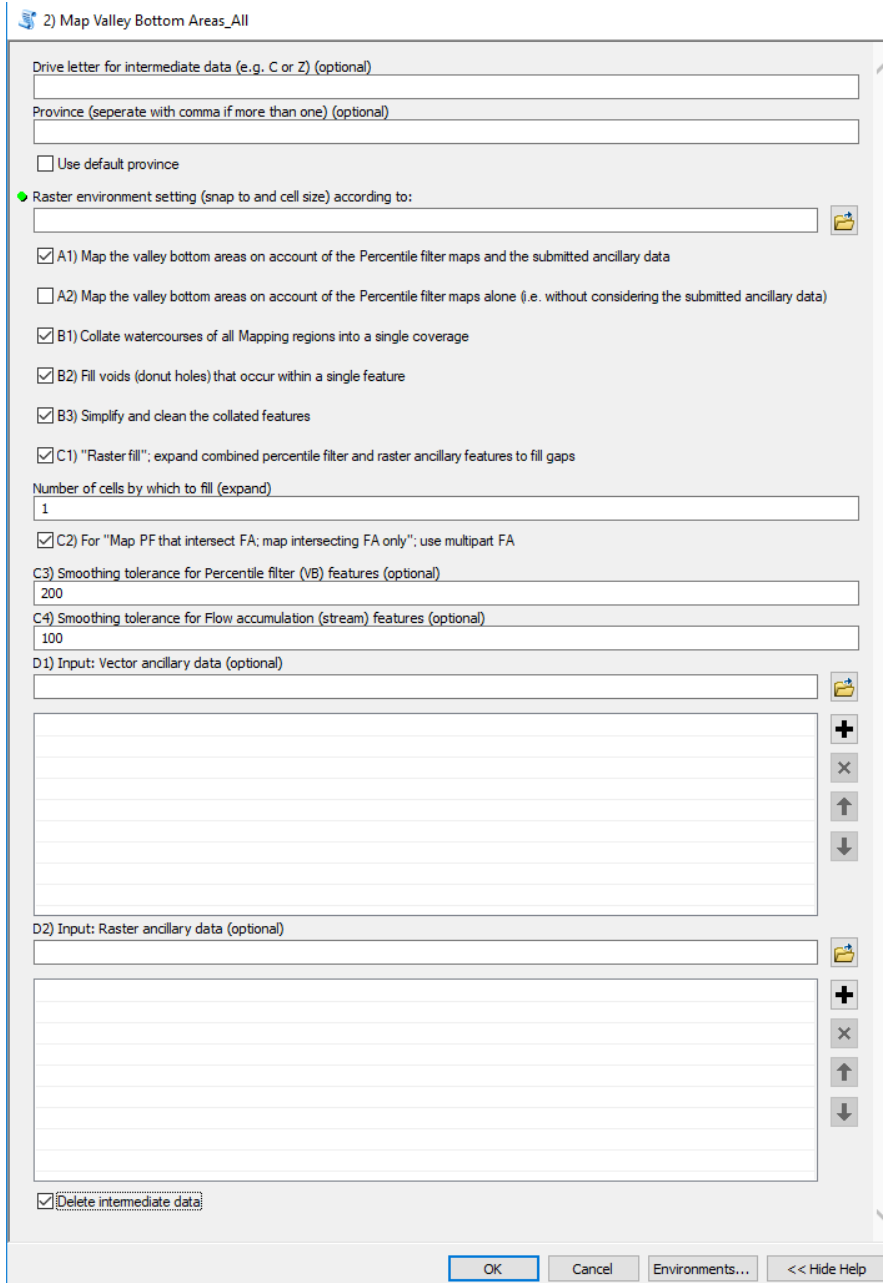 2) Map Valley Bottom Areas_All
Drive letter for intermediate data (e.g. C or Z) (optional)
Province (seperate with comma if more than one) (optional)
Use default province
Raster environment setting (snap to and cell size) according to:
A1) Map the valley bottom areas on account of the Percentile filter maps and the submitted ancillary data
A2) Map the valley bottom areas on account of the Percentile filter maps alone (i.e. without considering the submitted ancillary data)
B1) Collate watercourses of all Mapping regions into a single coverage
B2) Fill voids (donut holes) that occur within a single feature
B3) Simplify and clean the collated features
C1) "Raster fill"; expand combined percentile filter and raster ancillary features to fill gaps
Number of cells by which to fill (expand)
1
C2) For "Map PF that intersect FA; map intersecting FA only"; use multipart FA
C3) Smoothing tolerance for Percentile filter (VB) features (optional)
200
C4) Smoothing tolerance for Flow accumulation (stream) features (optional)
100
D1) Input: Vector ancillary data (optional)
D2) Input: Raster ancillary data (optional)
Delete intermediate data
OK Cancel Environments... << Hide Help